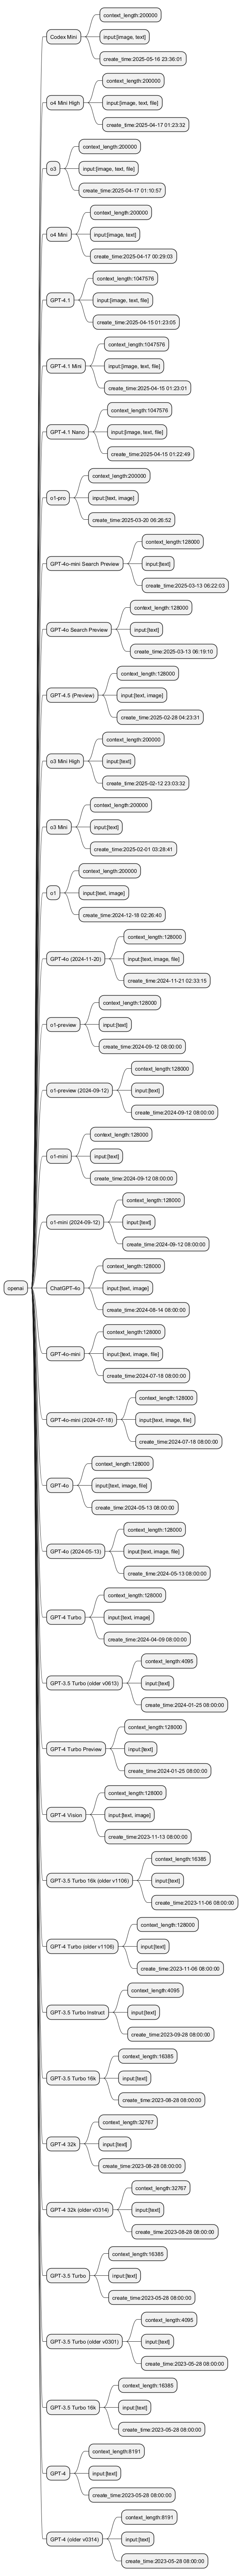 openai
Codex Mini
context_length:200000
input:[image, text]
create_time:2025-05-16 23:36:01
o4 Mini High
context_length:200000
input:[image, text, file]
create_time:2025-04-17 01:23:32
o3
context_length:200000
input:[image, text, file]
create_time:2025-04-17 01:10:57
o4 Mini
context_length:200000
input:[image, text]
create_time:2025-04-17 00:29:03
GPT-4.1
context_length:1047576
input:[image, text, file]
create_time:2025-04-15 01:23:05
GPT-4.1 Mini
context_length:1047576
input:[image, text, file]
create_time:2025-04-15 01:23:01
GPT-4.1 Nano
context_length:1047576
input:[image, text, file]
create_time:2025-04-15 01:22:49
o1-pro
context_length:200000
input:[text, image]
create_time:2025-03-20 06:26:52
GPT-4o-mini Search Preview
context_length:128000
input:[text]
create_time:2025-03-13 06:22:03
GPT-4o Search Preview
context_length:128000
input:[text]
create_time:2025-03-13 06:19:10
GPT-4.5 (Preview)
context_length:128000
input:[text, image]
create_time:2025-02-28 04:23:31
o3 Mini High
context_length:200000
input:[text]
create_time:2025-02-12 23:03:32
o3 Mini
context_length:200000
input:[text]
create_time:2025-02-01 03:28:41
o1
context_length:200000
input:[text, image]
create_time:2024-12-18 02:26:40
GPT-4o (2024-11-20)
context_length:128000
input:[text, image, file]
create_time:2024-11-21 02:33:15
o1-preview
context_length:128000
input:[text]
create_time:2024-09-12 08:00:00
o1-preview (2024-09-12)
context_length:128000
input:[text]
create_time:2024-09-12 08:00:00
o1-mini
context_length:128000
input:[text]
create_time:2024-09-12 08:00:00
o1-mini (2024-09-12)
context_length:128000
input:[text]
create_time:2024-09-12 08:00:00
ChatGPT-4o
context_length:128000
input:[text, image]
create_time:2024-08-14 08:00:00
GPT-4o-mini
context_length:128000
input:[text, image, file]
create_time:2024-07-18 08:00:00
GPT-4o-mini (2024-07-18)
context_length:128000
input:[text, image, file]
create_time:2024-07-18 08:00:00
GPT-4o
context_length:128000
input:[text, image, file]
create_time:2024-05-13 08:00:00
GPT-4o (2024-05-13)
context_length:128000
input:[text, image, file]
create_time:2024-05-13 08:00:00
GPT-4 Turbo
context_length:128000
input:[text, image]
create_time:2024-04-09 08:00:00
GPT-3.5 Turbo (older v0613)
context_length:4095
input:[text]
create_time:2024-01-25 08:00:00
GPT-4 Turbo Preview
context_length:128000
input:[text]
create_time:2024-01-25 08:00:00
GPT-4 Vision
context_length:128000
input:[text, image]
create_time:2023-11-13 08:00:00
GPT-3.5 Turbo 16k (older v1106)
context_length:16385
input:[text]
create_time:2023-11-06 08:00:00
GPT-4 Turbo (older v1106)
context_length:128000
input:[text]
create_time:2023-11-06 08:00:00
GPT-3.5 Turbo Instruct
context_length:4095
input:[text]
create_time:2023-09-28 08:00:00
GPT-3.5 Turbo 16k
context_length:16385
input:[text]
create_time:2023-08-28 08:00:00
GPT-4 32k
context_length:32767
input:[text]
create_time:2023-08-28 08:00:00
GPT-4 32k (older v0314)
context_length:32767
input:[text]
create_time:2023-08-28 08:00:00
GPT-3.5 Turbo
context_length:16385
input:[text]
create_time:2023-05-28 08:00:00
GPT-3.5 Turbo (older v0301)
context_length:4095
input:[text]
create_time:2023-05-28 08:00:00
GPT-3.5 Turbo 16k
context_length:16385
input:[text]
create_time:2023-05-28 08:00:00
GPT-4
context_length:8191
input:[text]
create_time:2023-05-28 08:00:00
GPT-4 (older v0314)
context_length:8191
input:[text]
create_time:2023-05-28 08:00:00